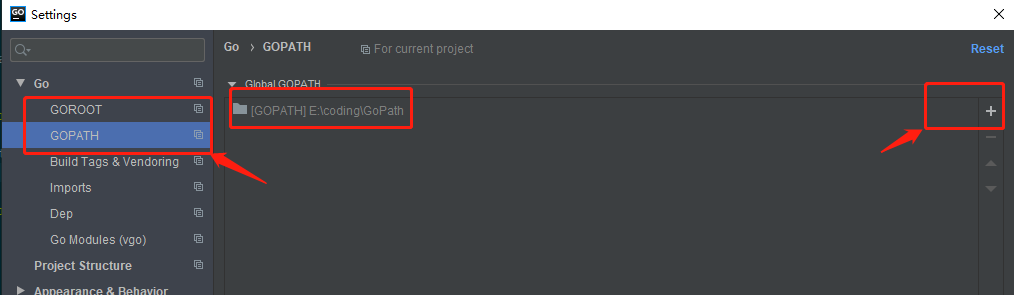 GO Settings
Go › GOPATH For current project Reset
Go
GOROOT
GOPATH
Build Tags & Vendoring
Imports
Dep
Go Modules (vgo)
Project Structure
Appearance & Behavior
Global GOPATH
[GOPATH] E:\coding\GoPath